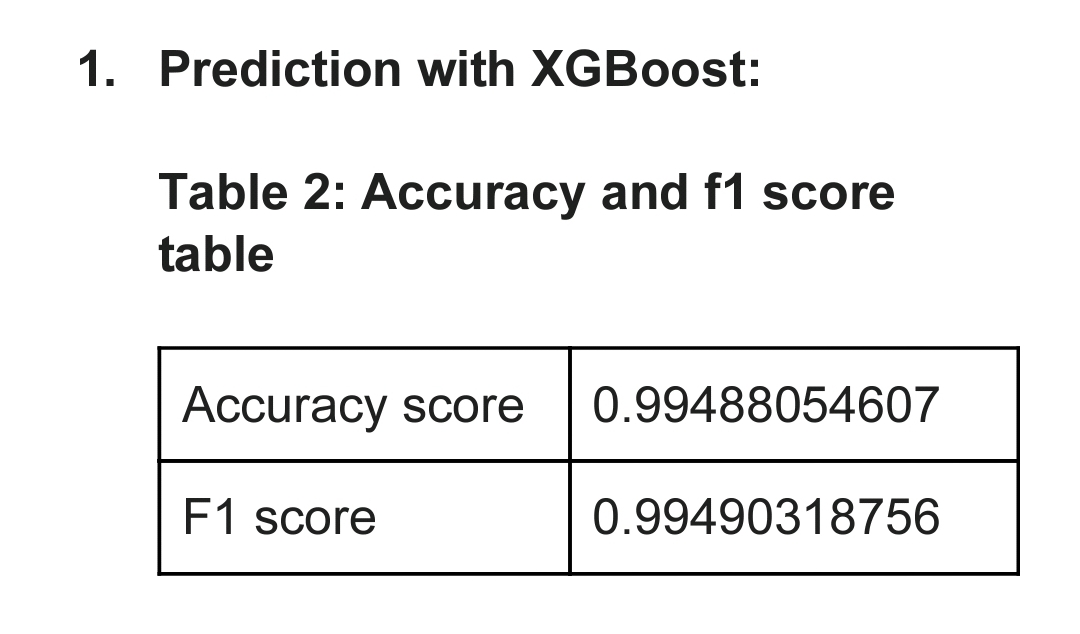 1. Prediction with XGBoost:
Table 2: Accuracy and f1 score
table
Accuracy score 0.99488054607
F1 score 0.99490318756